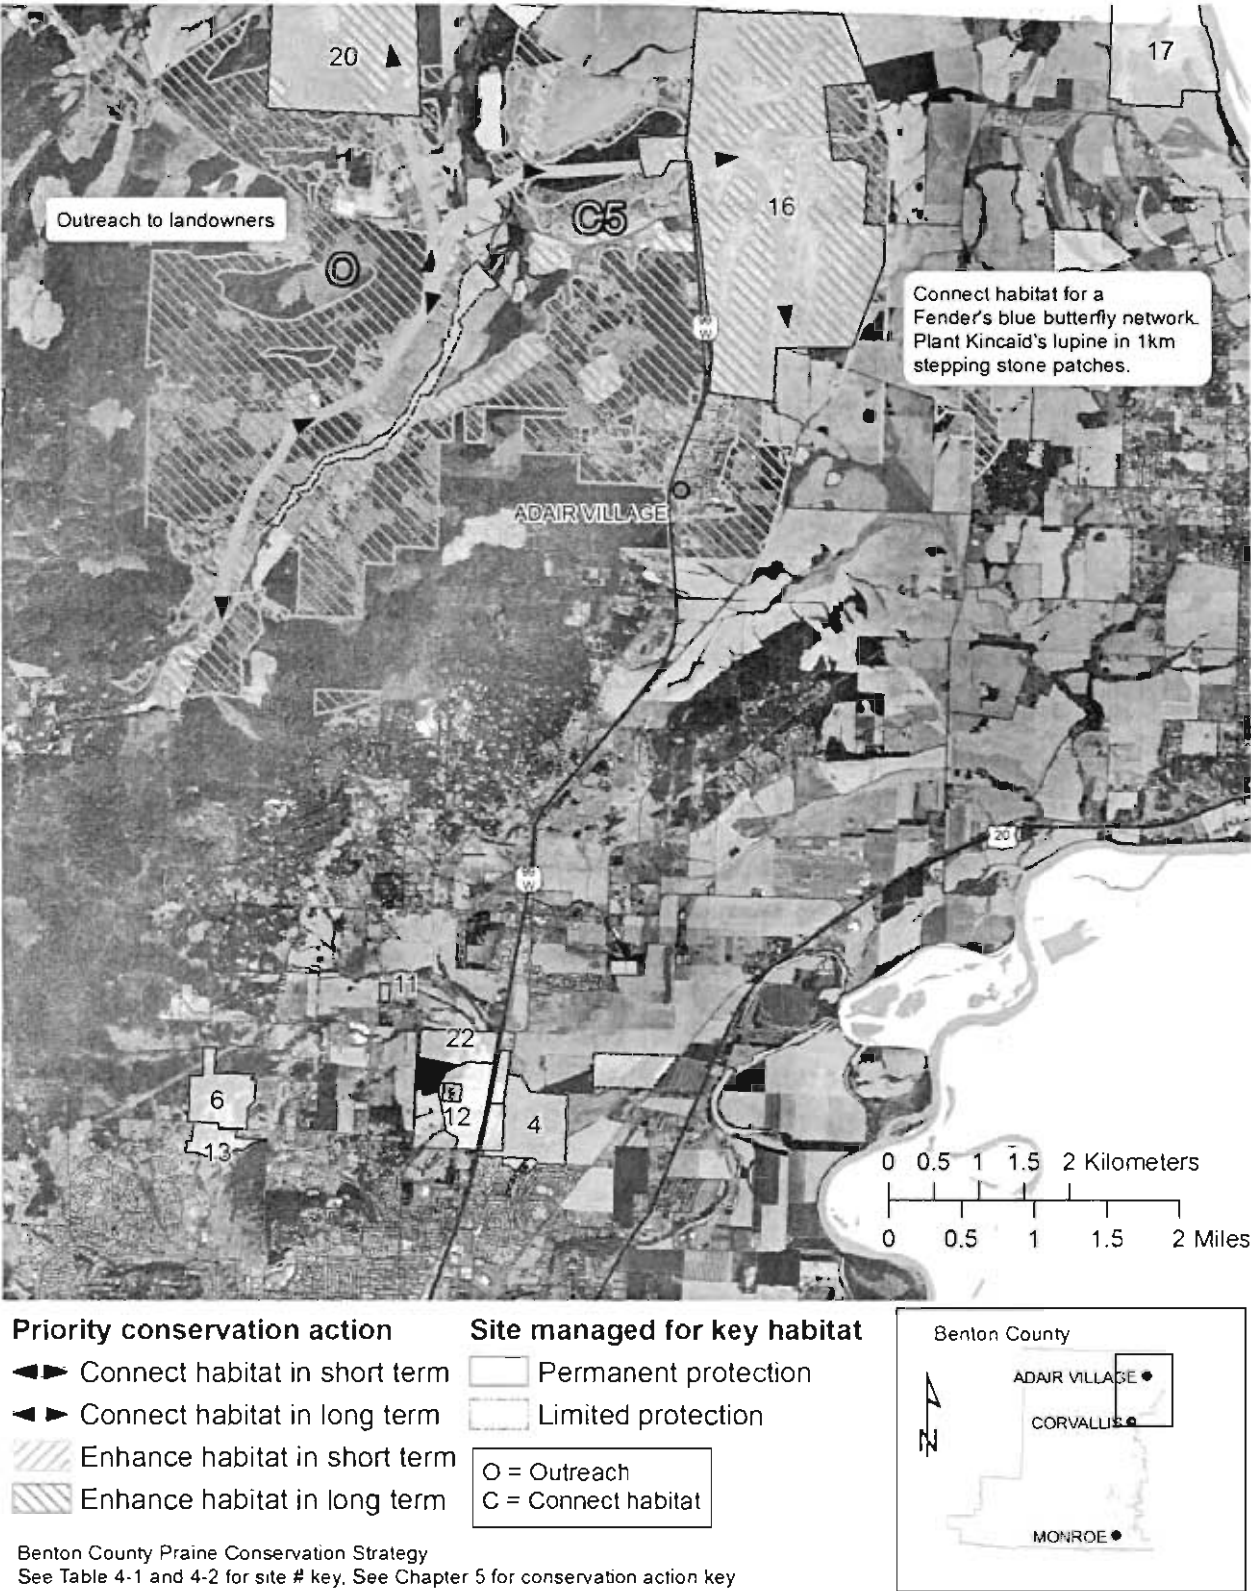 20
17
16
C5
Outreach to landowners
O
Connect habitat for a
Fender's blue butterfly network.
Plant Kincaid's lupine in 1km
stepping stone patches.
99
W
ADAIR VILLAGE
20
99
W
11
22
6
12
4
13
0 0.5 1 1.5 2 Kilometers
0 0.5 1 1.5 2 Miles
Priority conservation action
Connect habitat in short term
Connect habitat in long term
Enhance habitat in short term
Enhance habitat in long term
Site managed for key habitat
Permanent protection
Limited protection
O = Outreach
C = Connect habitat
Benton County
ADAIR VILLAGE
CORVALLIS
N
MONROE
Benton County Praine Conservation Strategy
See Table 4-1 and 4-2 for site # key, See Chapter 5 for conservation action key